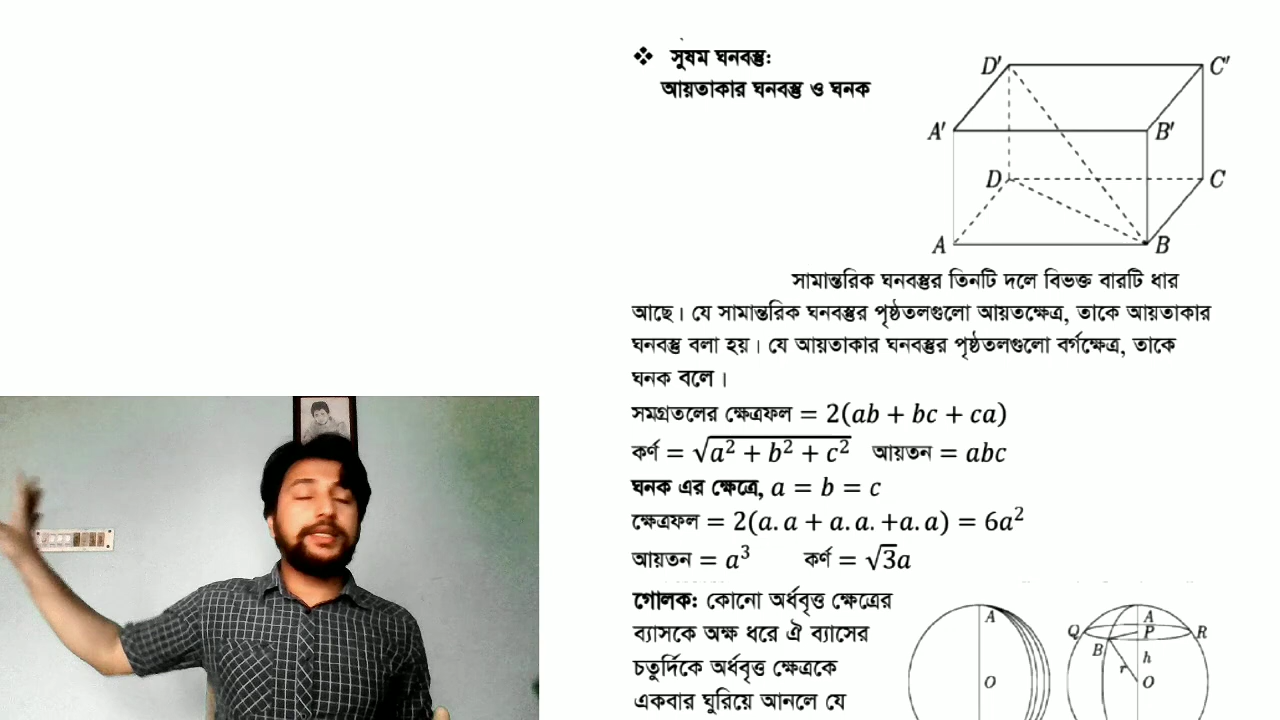 ❖ সুষম ঘনবস্তু:
আয়তাকার ঘনবস্তু ও ঘনক
D' C'
A' B'
D C
A B
সামান্তরিক ঘনবস্তুর তিনটি দলে বিভক্ত বারটি ধার
আছে। যে সামান্তরিক ঘনবস্তুর পৃষ্ঠতলগুলো আয়তক্ষেত্র, তাকে আয়তাকার
ঘনবস্তু বলা হয়। যে আয়তাকার ঘনবস্তুর পৃষ্ঠতলগুলো বর্গক্ষেত্র, তাকে
ঘনক বলে।
সমগ্রতলের ক্ষেত্রফল = 2(ab + bc + ca)
কর্ণ = √(a² + b² + c²) আয়তন = abc
ঘনক এর ক্ষেত্রে, a = b = c
ক্ষেত্রফল = 2(a. a + a. a. +a. a) = 6a²
আয়তন = a³ কর্ণ = √3a
গোলক: কোনো অর্ধবৃত্ত ক্ষেত্রের
ব্যাসকে অক্ষ ধরে ঐ ব্যাসের
চতুর্দিকে অর্ধবৃত্ত ক্ষেত্রকে
একবার ঘুরিয়ে আনলে যে
A A
Q P R
B h
r
O O